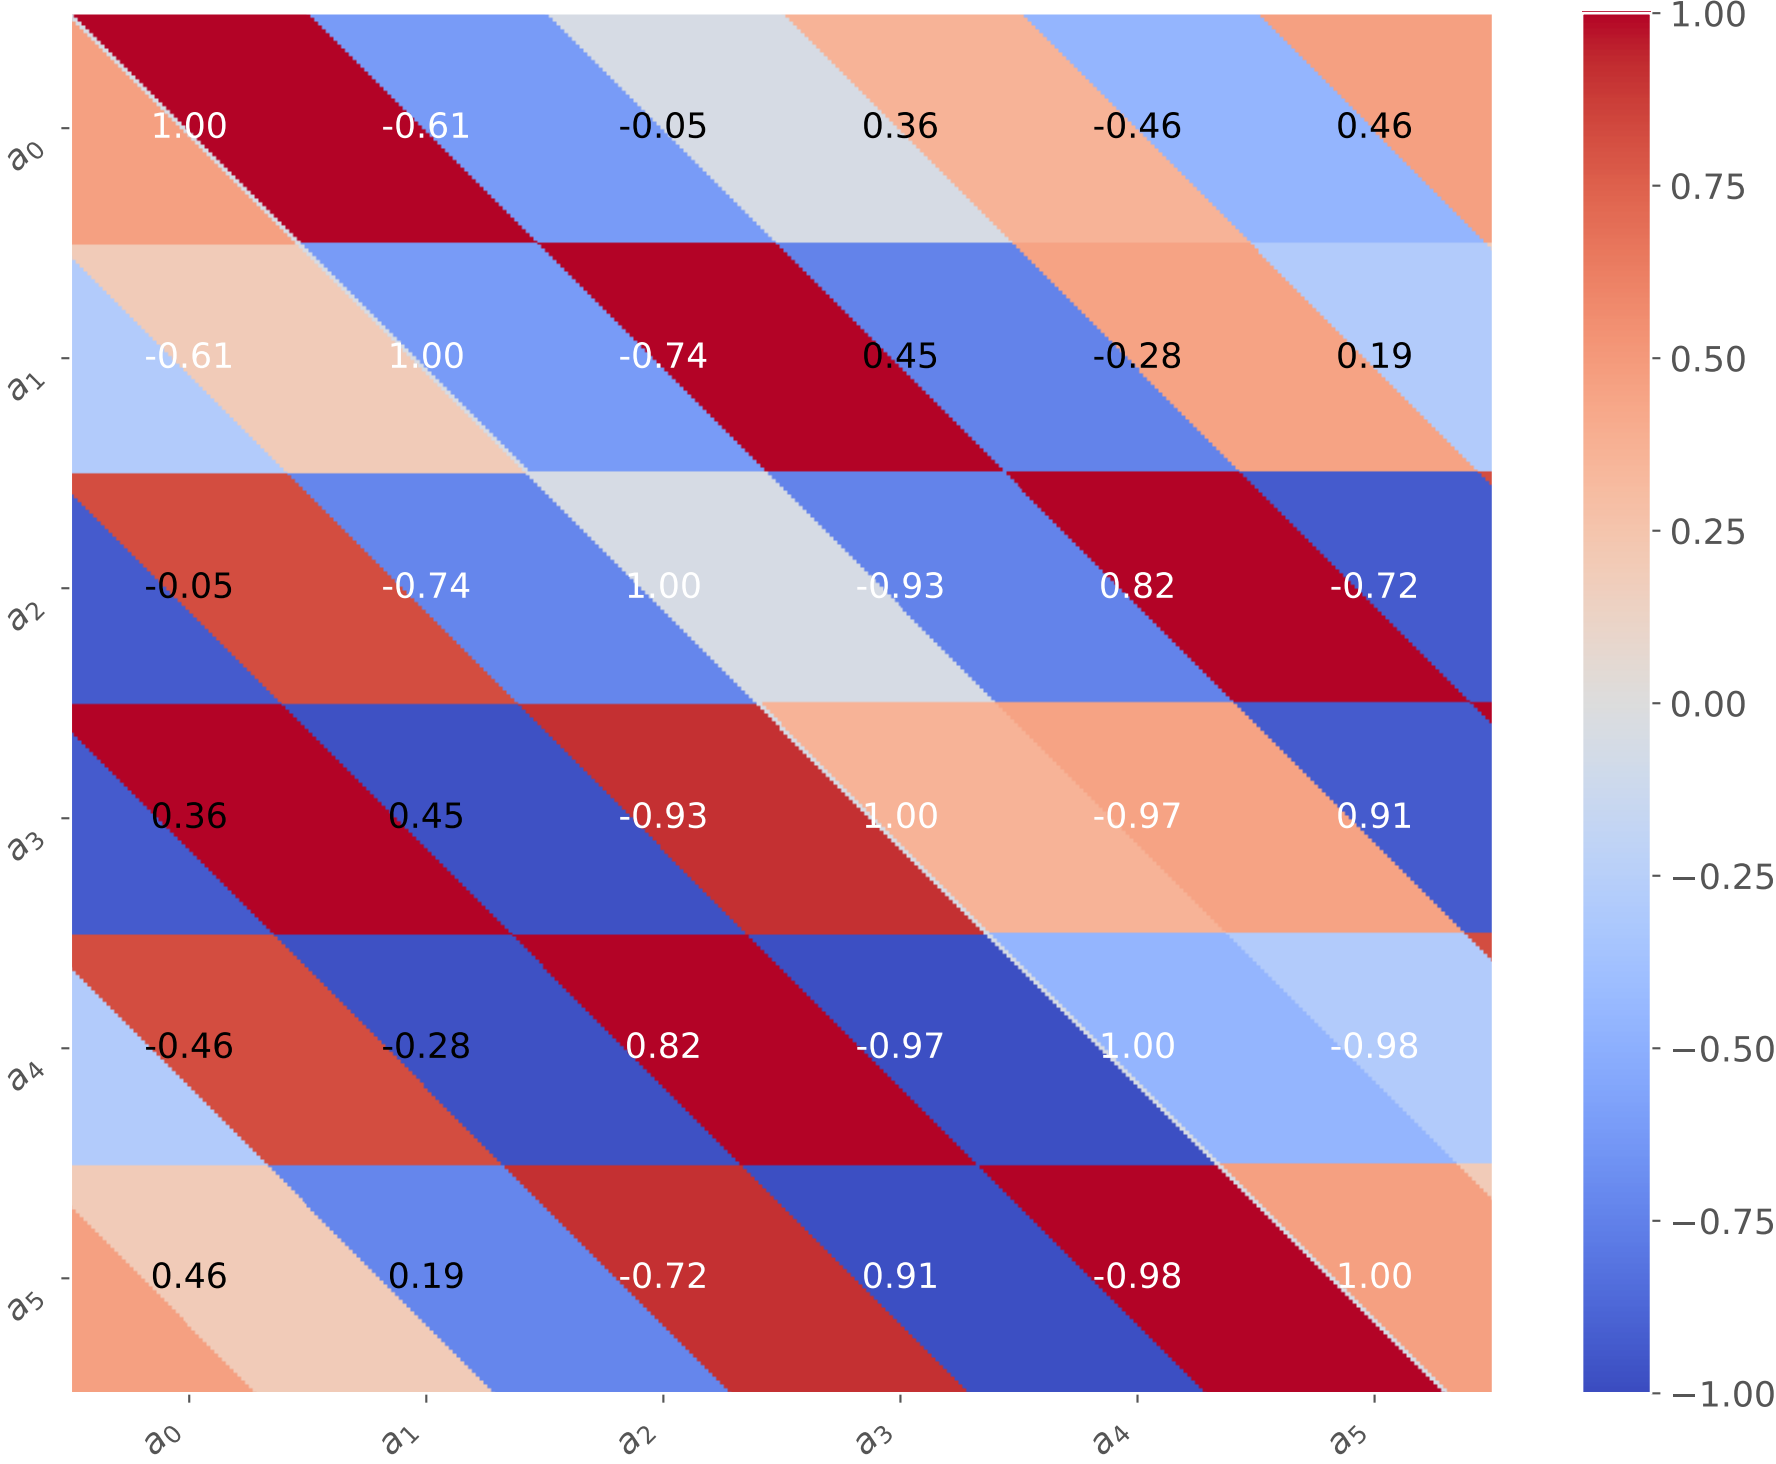 1.00
a0 1.00 -0.61 -0.05 0.36 -0.46 0.46
0.75
a1 -0.61 1.00 -0.74 0.45 -0.28 0.19
0.50
0.25
a2 -0.05 -0.74 1.00 -0.93 0.82 -0.72
0.00
a3 0.36 0.45 -0.93 1.00 -0.97 0.91
−0.25
a4 -0.46 -0.28 0.82 -0.97 1.00 -0.98
−0.50
−0.75
a5 0.46 0.19 -0.72 0.91 -0.98 1.00
−1.00
a0 a1 a2 a3 a4 a5